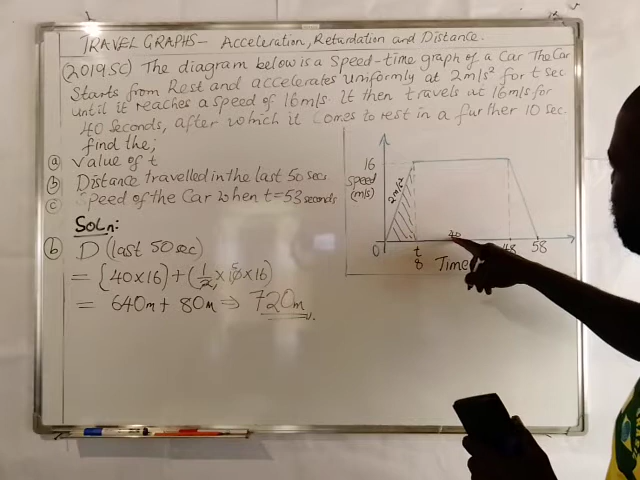 TRAVEL GRAPHS - Acceleration, Retardation and Distance.
(2019 SC) The diagram below is a Speed-time graph of a Car The Car
Starts from Rest and accelerates uniformly at 2m/s² for t sec
until it reaches a speed of 16m/s. It then travels at 16m/s for
40 seconds, after which it comes to rest in a further 10 sec.
find the;
(a) Value of t
(b) Distance travelled in the last 50 secs
(c) Speed of the Car when t=53 seconds
Soln:
(b) D (last 50 sec)
= {40×16} + (1/2 × 10 × 16)
= 640m + 80m ⇒ 720m
16
Speed
(m/s)
2m/s²
40
0
t
8
48
58
Time